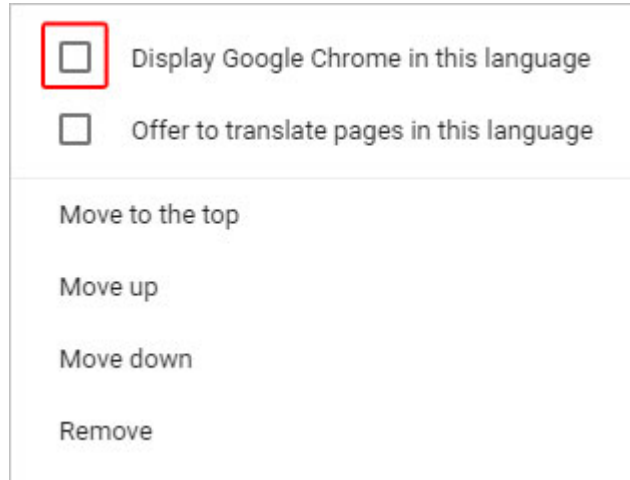 Display Google Chrome in this language
Offer to translate pages in this language
Move to the top
Move up
Move down
Remove